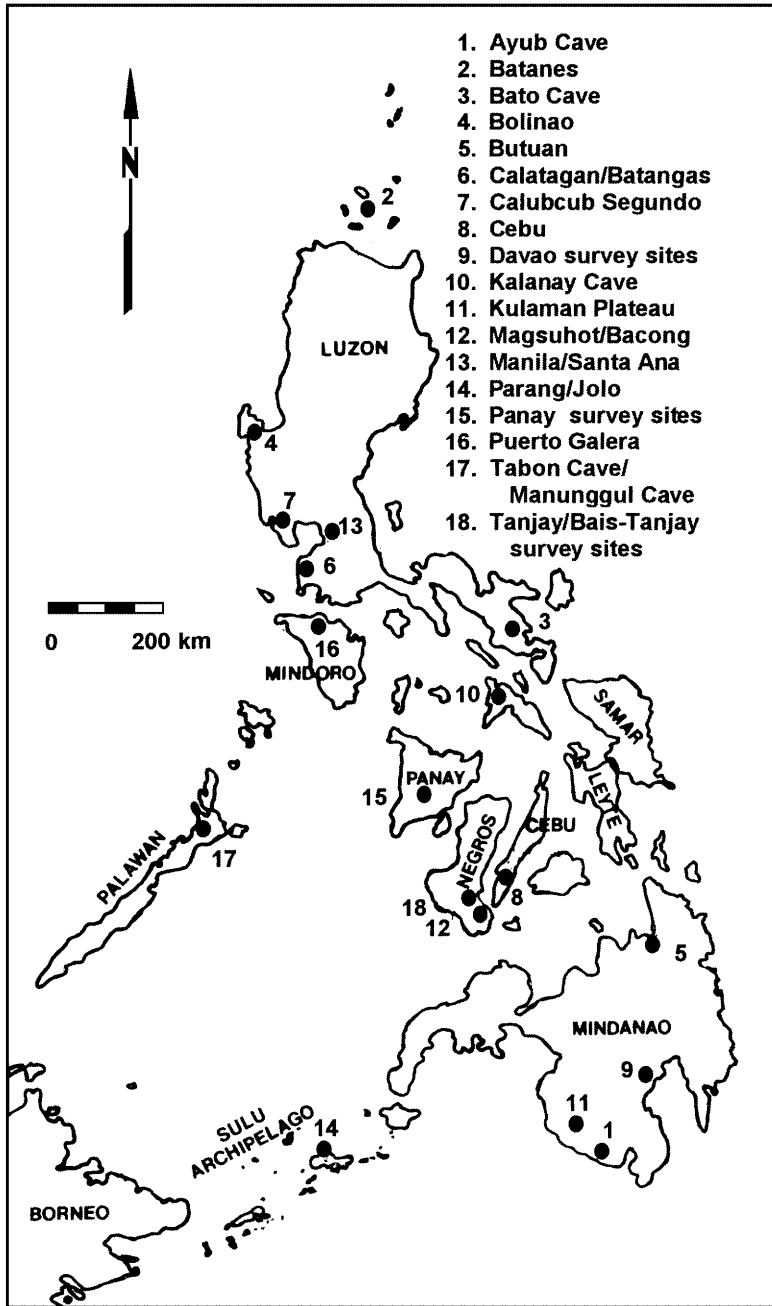 1. Ayub Cave
2. Batanes
3. Bato Cave
4. Bolinao
5. Butuan
6. Calatagan/Batangas
7. Calubcub Segundo
8. Cebu
9. Davao survey sites
10. Kalanay Cave
11. Kulaman Plateau
12. Magsuhot/Bacong
13. Manila/Santa Ana
14. Parang/Jolo
15. Panay survey sites
16. Puerto Galera
17. Tabon Cave/
Manunggul Cave
18. Tanjay/Bais-Tanjay
survey sites
N
2
LUZON
4
7
13
6
0 200 km
3
16
MINDORO
10
SAMAR
PANAY
15
LEYTE
CEBU
NEGROS
PALAWAN
17
8
18
12
5
MINDANAO
9
11
1
SULU
ARCHIPELAGO
14
BORNEO